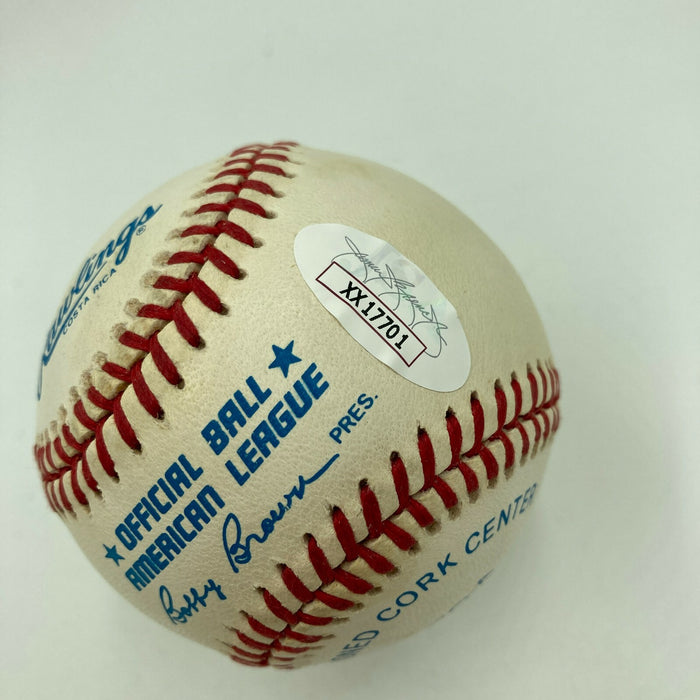 Rawlings ®
COSTA RICA
★ OFFICIAL BALL ★
AMERICAN LEAGUE
Bobby Brown PRES.
XX17701
CORK CENTER